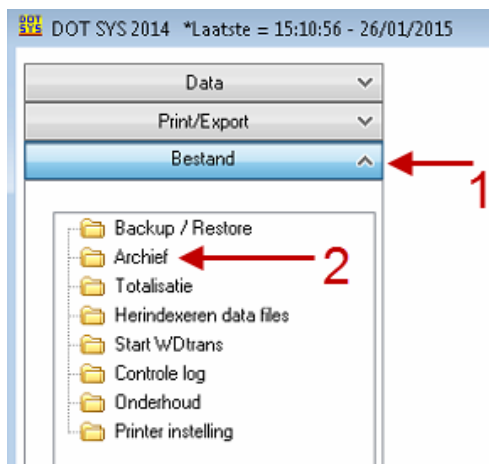 DOT SYS DOT SYS 2014 *Laatste = 15:10:56 - 26/01/2015
Data
Print/Export
Bestand
1
Backup / Restore
Archief
2
Totalisatie
Herindexeren data files
Start WDtrans
Controle log
Onderhoud
Printer instelling